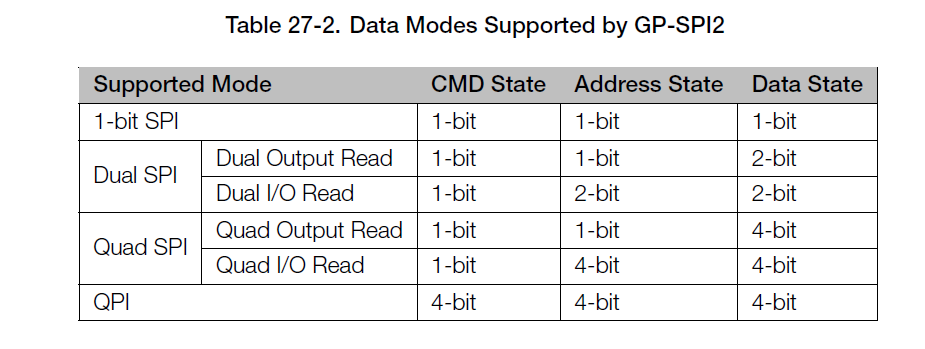 Table 27-2. Data Modes Supported by GP-SPI2
Supported Mode CMD State Address State Data State
1-bit SPI 1-bit 1-bit 1-bit
Dual SPI Dual Output Read 1-bit 1-bit 2-bit
Dual I/O Read 1-bit 2-bit 2-bit
Quad SPI Quad Output Read 1-bit 1-bit 4-bit
Quad I/O Read 1-bit 4-bit 4-bit
QPI 4-bit 4-bit 4-bit